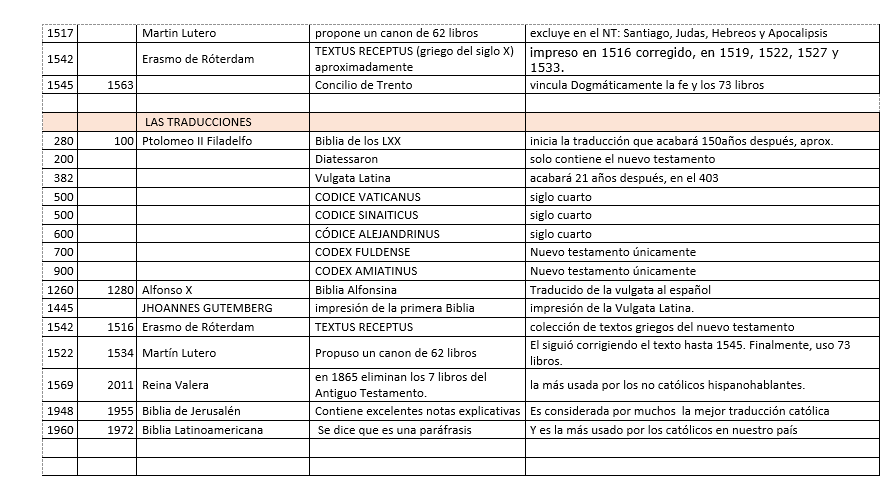 1517 Martin Lutero propone un canon de 62 libros excluye en el NT: Santiago, Judas, Hebreos y Apocalipsis
1542 Erasmo de Róterdam TEXTUS RECEPTUS (griego del siglo X) aproximadamente impreso en 1516 corregido, en 1519, 1522, 1527 y 1533.
1545 1563 Concilio de Trento vincula Dogmáticamente la fe y los 73 libros
LAS TRADUCCIONES
280 100 Ptolomeo II Filadelfo Biblia de los LXX inicia la traducción que acabará 150años después, aprox.
200 Diatessaron solo contiene el nuevo testamento
382 Vulgata Latina acabará 21 años después, en el 403
500 CODICE VATICANUS siglo cuarto
500 CODICE SINAITICUS siglo cuarto
600 CÓDICE ALEJANDRINUS siglo cuarto
700 CODEX FULDENSE Nuevo testamento únicamente
900 CODEX AMIATINUS Nuevo testamento únicamente
1260 1280 Alfonso X Biblia Alfonsina Traducido de la vulgata al español
1445 JHOANNES GUTEMBERG impresión de la primera Biblia impresión de la Vulgata Latina.
1542 1516 Erasmo de Róterdam TEXTUS RECEPTUS colección de textos griegos del nuevo testamento
1522 1534 Martín Lutero Propuso un canon de 62 libros El siguió corrigiendo el texto hasta 1545. Finalmente, uso 73 libros.
1569 2011 Reina Valera en 1865 eliminan los 7 libros del Antiguo Testamento. la más usada por los no católicos hispanohablantes.
1948 1955 Biblia de Jerusalén Contiene excelentes notas explicativas Es considerada por muchos la mejor traducción católica
1960 1972 Biblia Latinoamericana Se dice que es una paráfrasis Y es la más usado por los católicos en nuestro país